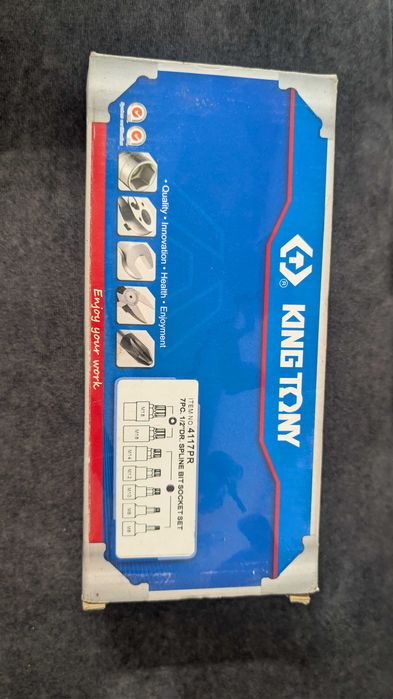 KING TONY
®
• Quality • Innovation • Health • Enjoyment
Enjoy your work.
ITEM NO. 4117PR
7PC. 1/2"DR. SPLINE BIT SOCKET SET
M18
M16
M14
M12
M10
M8
M6